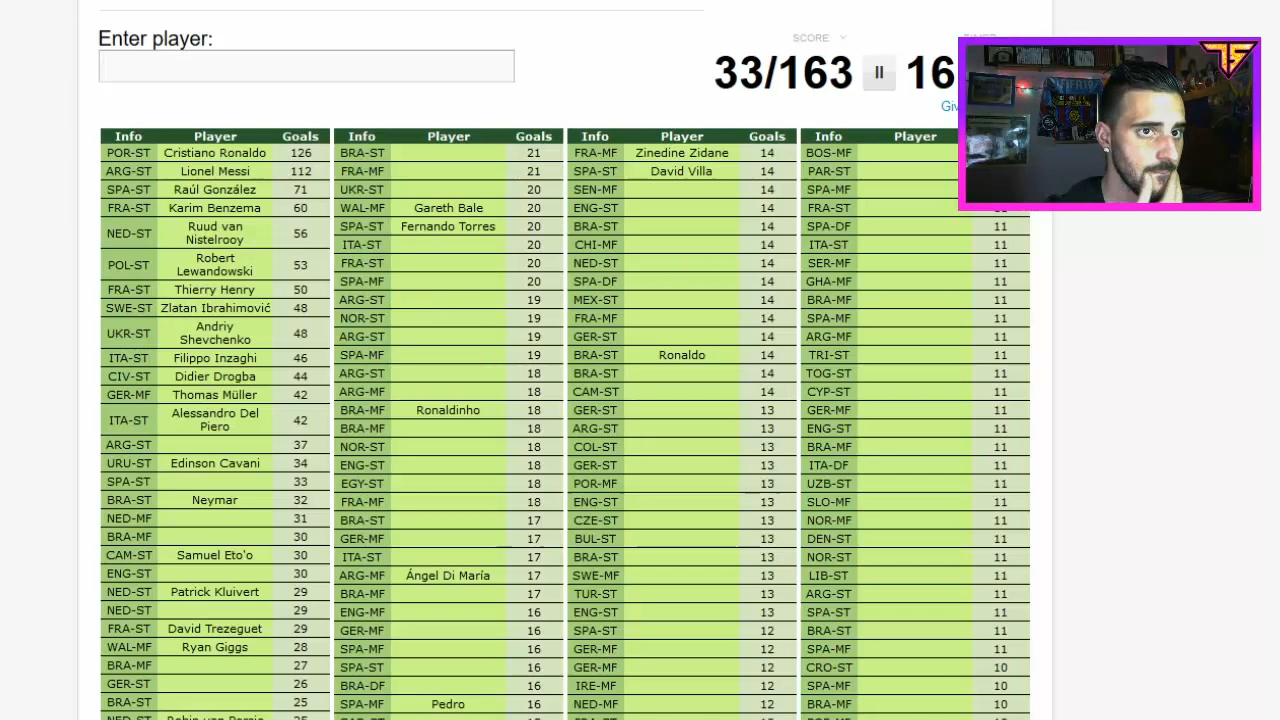 Enter player:
SCORE
33/163 16
Giv
Info Player Goals
POR-ST Cristiano Ronaldo 126
ARG-ST Lionel Messi 112
SPA-ST Raúl González 71
FRA-ST Karim Benzema 60
NED-ST Ruud van Nistelrooy 56
POL-ST Robert Lewandowski 53
FRA-ST Thierry Henry 50
SWE-ST Zlatan Ibrahimović 48
UKR-ST Andriy Shevchenko 48
ITA-ST Filippo Inzaghi 46
CIV-ST Didier Drogba 44
GER-MF Thomas Müller 42
ITA-ST Alessandro Del Piero 42
ARG-ST 37
URU-ST Edinson Cavani 34
SPA-ST 33
BRA-ST Neymar 32
NED-MF 31
BRA-MF 30
CAM-ST Samuel Eto'o 30
ENG-ST 30
NED-ST Patrick Kluivert 29
NED-ST 29
FRA-ST David Trezeguet 29
WAL-MF Ryan Giggs 28
BRA-MF 27
GER-ST 26
BRA-ST 25
Info Player Goals
BRA-ST 21
FRA-MF 21
UKR-ST 20
WAL-MF Gareth Bale 20
SPA-ST Fernando Torres 20
ITA-ST 20
FRA-ST 20
SPA-MF 20
ARG-ST 19
NOR-ST 19
ARG-ST 19
SPA-MF 19
ARG-ST 18
ARG-MF 18
BRA-MF Ronaldinho 18
BRA-MF 18
NOR-ST 18
ENG-ST 18
EGY-ST 18
FRA-MF 18
BRA-ST 17
GER-MF 17
ITA-ST 17
ARG-MF Ángel Di María 17
BRA-MF 17
ENG-MF 16
GER-MF 16
SPA-MF 16
SPA-ST 16
BRA-DF 16
SPA-MF Pedro 16
Info Player Goals
FRA-MF Zinedine Zidane 14
SPA-ST David Villa 14
SEN-MF 14
ENG-ST 14
BRA-ST 14
CHI-MF 14
NED-ST 14
SPA-DF 14
MEX-ST 14
FRA-MF 14
GER-ST 14
BRA-ST Ronaldo 14
BRA-ST 14
CAM-ST 14
GER-ST 13
ARG-ST 13
COL-ST 13
GER-ST 13
POR-MF 13
ENG-ST 13
CZE-ST 13
BUL-ST 13
BRA-ST 13
SWE-MF 13
TUR-ST 13
ENG-ST 13
SPA-ST 12
GER-MF 12
GER-MF 12
IRE-MF 12
NED-MF 12
Info Player
BOS-MF
PAR-ST
SPA-MF
FRA-ST
SPA-DF 11
ITA-ST 11
SER-MF 11
GHA-MF 11
BRA-MF 11
SPA-MF 11
ARG-MF 11
TRI-ST 11
TOG-ST 11
CYP-ST 11
GER-MF 11
ENG-ST 11
BRA-MF 11
ITA-DF 11
UZB-ST 11
SLO-MF 11
NOR-MF 11
DEN-ST 11
NOR-ST 11
LIB-ST 11
ARG-ST 11
SPA-ST 11
BRA-ST 11
SPA-MF 11
CRO-ST 10
SPA-MF 10
BRA-MF 10